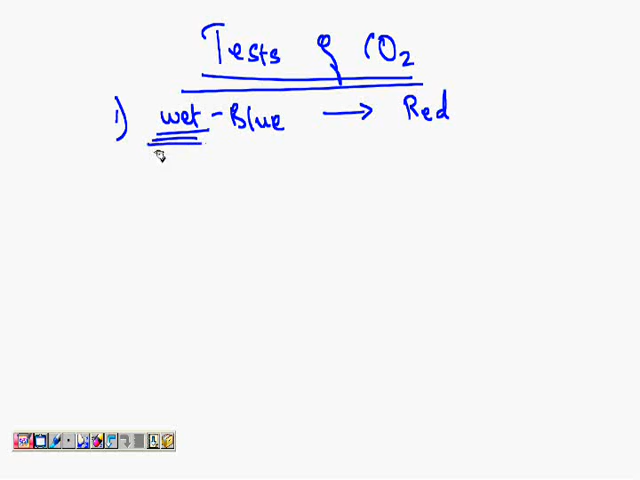 Tests of CO2
1) wet - Blue → Red